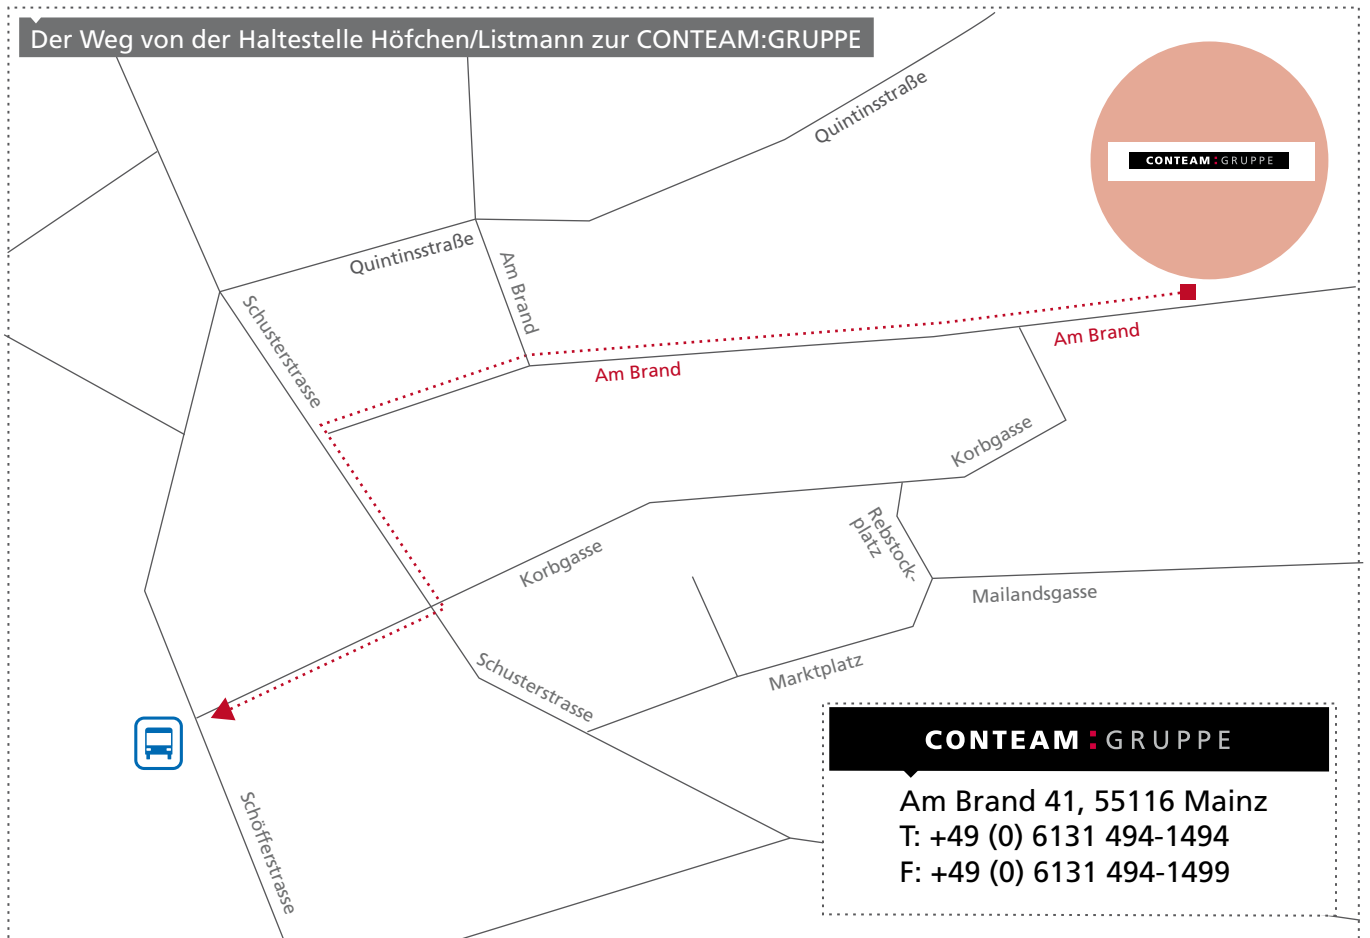 Der Weg von der Haltestelle Höfchen/Listmann zur CONTEAM:GRUPPE
Quintinsstraße
CONTEAM:GRUPPE
Quintinsstraße
Am Brand
Schusterstrasse
Am Brand
Am Brand
Korbgasse
Rebstock-
platz
Korbgasse
Mailandsgasse
Schusterstrasse
Marktplatz
Schöfferstrasse
CONTEAM:GRUPPE
Am Brand 41, 55116 Mainz
T: +49 (0) 6131 494-1494
F: +49 (0) 6131 494-1499